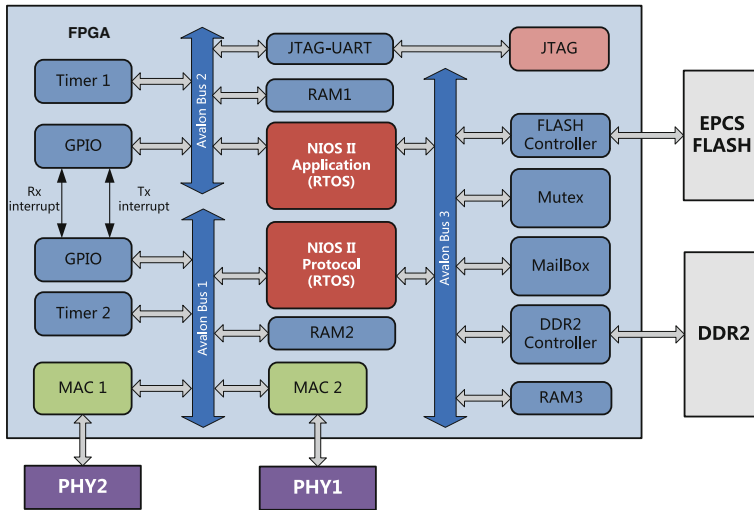 FPGA
Timer 1
GPIO
Rx
interrupt
Tx
interrupt
GPIO
Timer 2
MAC 1
PHY2
Avalon Bus 2
Avalon Bus 1
JTAG-UART
RAM1
NIOS II
Application
(RTOS)
NIOS II
Protocol
(RTOS)
RAM2
MAC 2
PHY1
Avalon Bus 3
JTAG
FLASH
Controller
Mutex
MailBox
DDR2
Controller
RAM3
EPCS
FLASH
DDR2